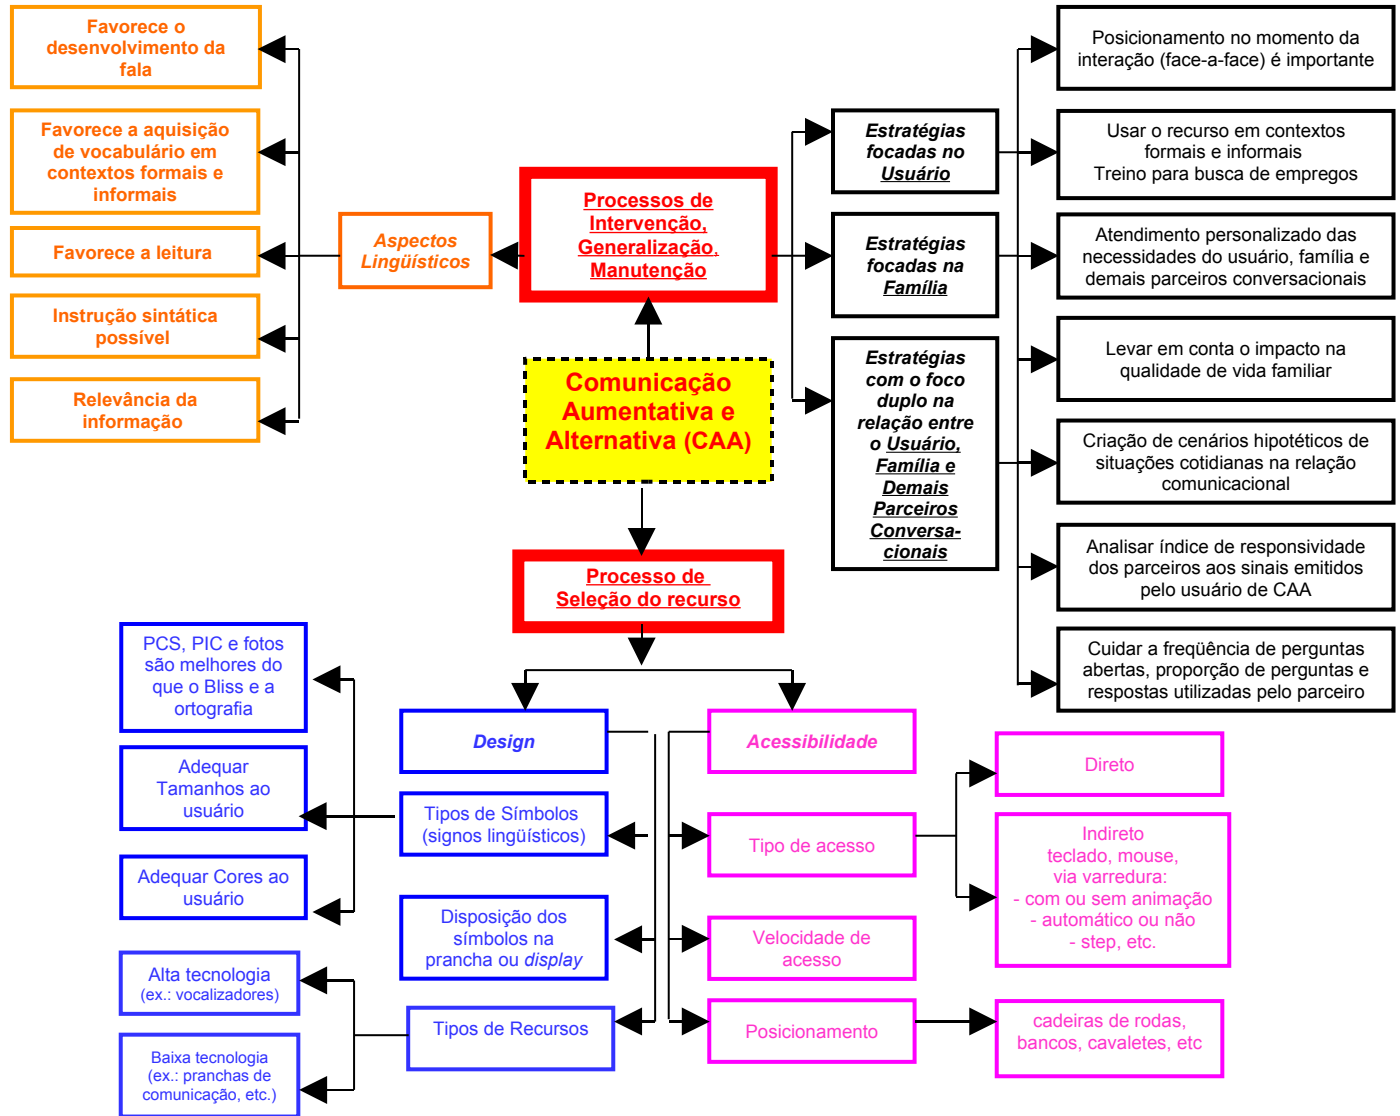 Favorece o
desenvolvimento da
fala
Favorece a aquisição
de vocabulário em
contextos formais e
informais
Favorece a leitura
Instrução sintática
possível
Relevância da
informação
Aspectos
Lingüísticos
Processos de
Intervenção,
Generalização,
Manutenção
Comunicação
Aumentativa e
Alternativa (CAA)
Estratégias
focadas no
Usuário
Estratégias
focadas na
Família
Estratégias
com o foco
duplo na
relação entre
o Usuário,
Família e
Demais
Parceiros
Conversa-
cionais
Posicionamento no momento da
interação (face-a-face) é importante
Usar o recurso em contextos
formais e informais
Treino para busca de empregos
Atendimento personalizado das
necessidades do usuário, família e
demais parceiros conversacionais
Levar em conta o impacto na
qualidade de vida familiar
Criação de cenários hipotéticos de
situações cotidianas na relação
comunicacional
Analisar índice de responsividade
dos parceiros aos sinais emitidos
pelo usuário de CAA
Cuidar a freqüência de perguntas
abertas, proporção de perguntas e
respostas utilizadas pelo parceiro
Processo de
Seleção do recurso
PCS, PIC e fotos
são melhores do
que o Bliss e a
ortografia
Adequar
Tamanhos ao
usuário
Adequar Cores ao
usuário
Alta tecnologia
(ex.: vocalizadores)
Baixa tecnologia
(ex.: pranchas de
comunicação, etc.)
Design
Tipos de Símbolos
(signos lingüísticos)
Disposição dos
símbolos na
prancha ou display
Tipos de Recursos
Acessibilidade
Tipo de acesso
Velocidade de
acesso
Posicionamento
Direto
Indireto
teclado, mouse,
via varredura:
- com ou sem animação
- automático ou não
- step, etc.
cadeiras de rodas,
bancos, cavaletes, etc